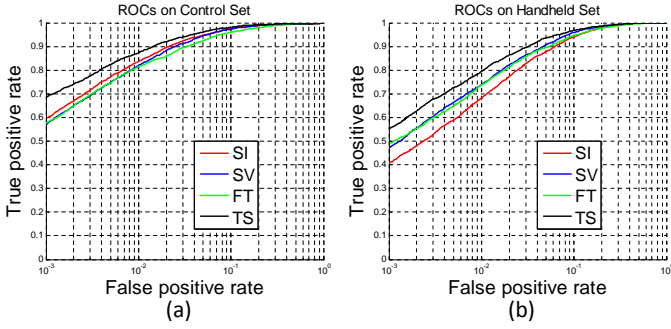 ROCs on Control Set
True positive rate
1
0.9
0.8
0.7
0.6
0.5
0.4
0.3
0.2
0.1
0
SI
SV
FT
TS
10^-3
10^-2
10^-1
10^0
False positive rate
(a)
ROCs on Handheld Set
True positive rate
1
0.9
0.8
0.7
0.6
0.5
0.4
0.3
0.2
0.1
0
SI
SV
FT
TS
10^-3
10^-2
10^-1
10^0
False positive rate
(b)